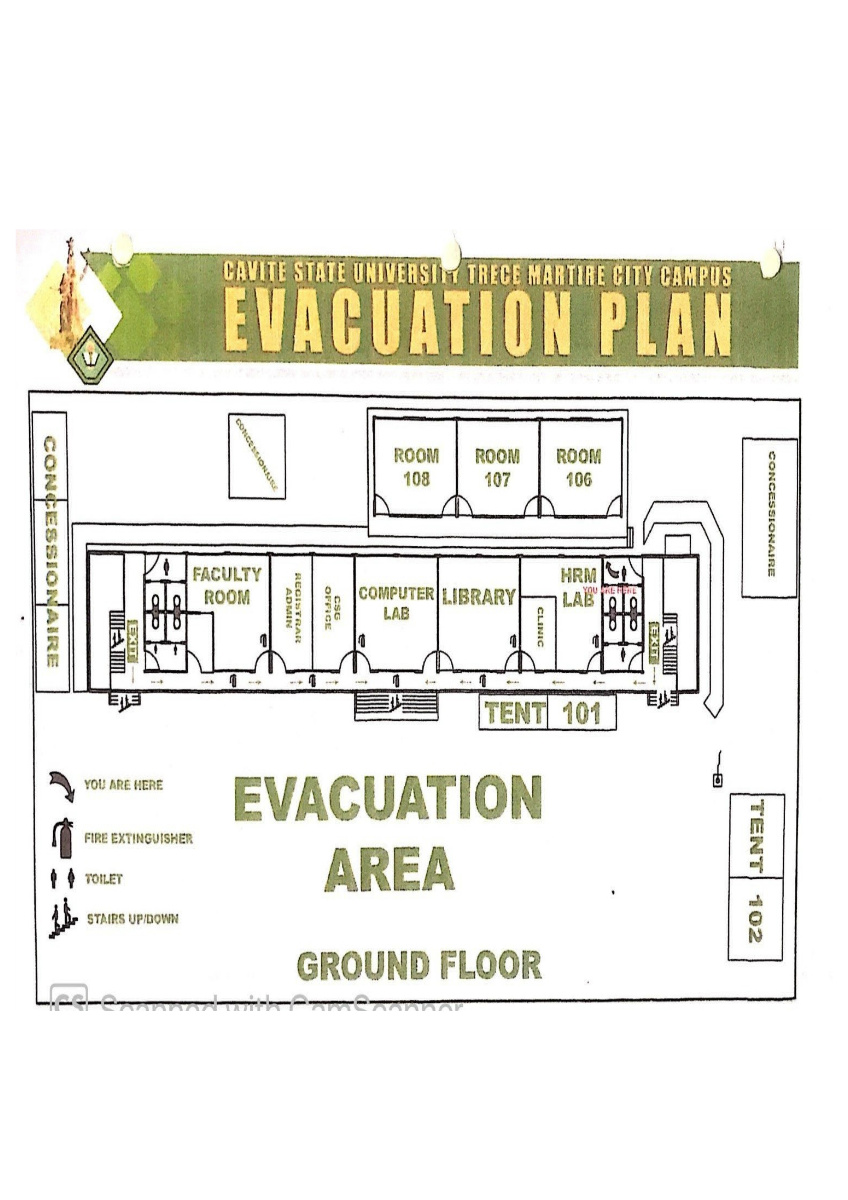 CAVITE STATE UNIVERSITY TRECE MARTIRE CITY CAMPUS
EVACUATION PLAN
CONCESSIONAIRE
CONCESSIONAIRE
CONCESSIONAIRE
ROOM
108
ROOM
107
ROOM
106
FACULTY
ROOM
REGISTRAR
ADMIN
CSG
OFFICE
COMPUTER
LAB
LIBRARY
CLINIC
HRM
LAB
YOU ARE HERE
EXIT
EXIT
TENT 101
TENT 102
YOU ARE HERE
FIRE EXTINGUISHER
TOILET
STAIRS UP/DOWN
EVACUATION
AREA
GROUND FLOOR
CS Scanned with CamScanner